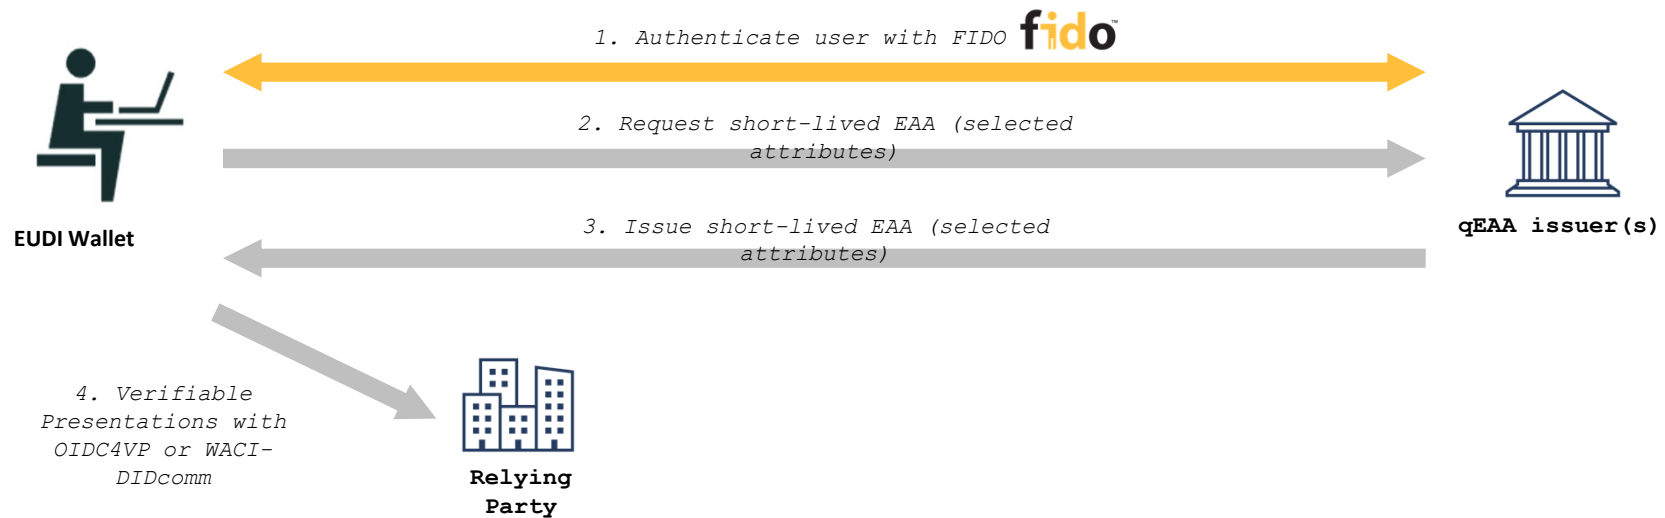 1. Authenticate user with FIDO fido™
2. Request short-lived EAA (selected
attributes)
EUDI Wallet
3. Issue short-lived EAA (selected
attributes)
qEAA issuer(s)
4. Verifiable
Presentations with
OIDC4VP or WACI-
DIDcomm
Relying
Party